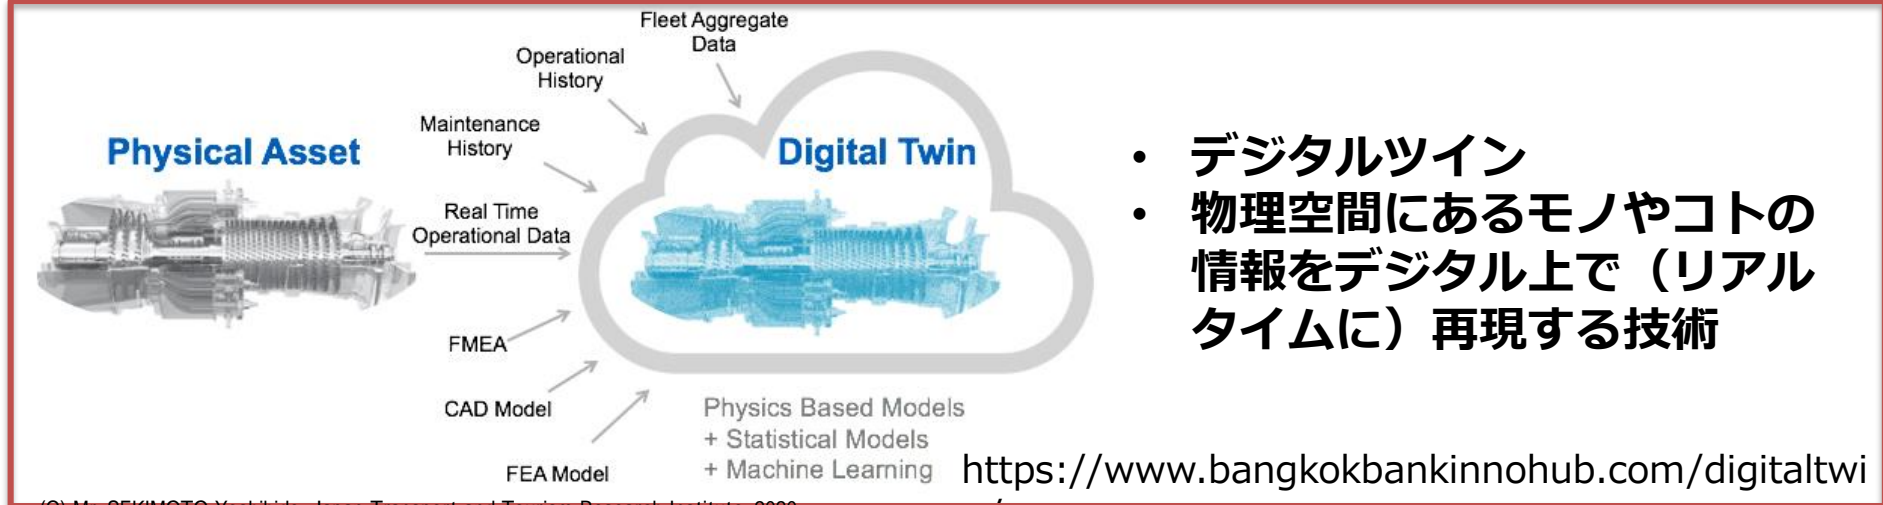 Fleet Aggregate
Data
Operational
History
Maintenance
History
Physical Asset
Digital Twin
Real Time
Operational Data
FMEA
CAD Model
FEA Model
Physics Based Models
+ Statistical Models
+ Machine Learning
• デジタルツイン
• 物理空間にあるモノやコトの
情報をデジタル上で（リアル
タイムに）再現する技術
https://www.bangkokbankinnohub.com/digitaltwi